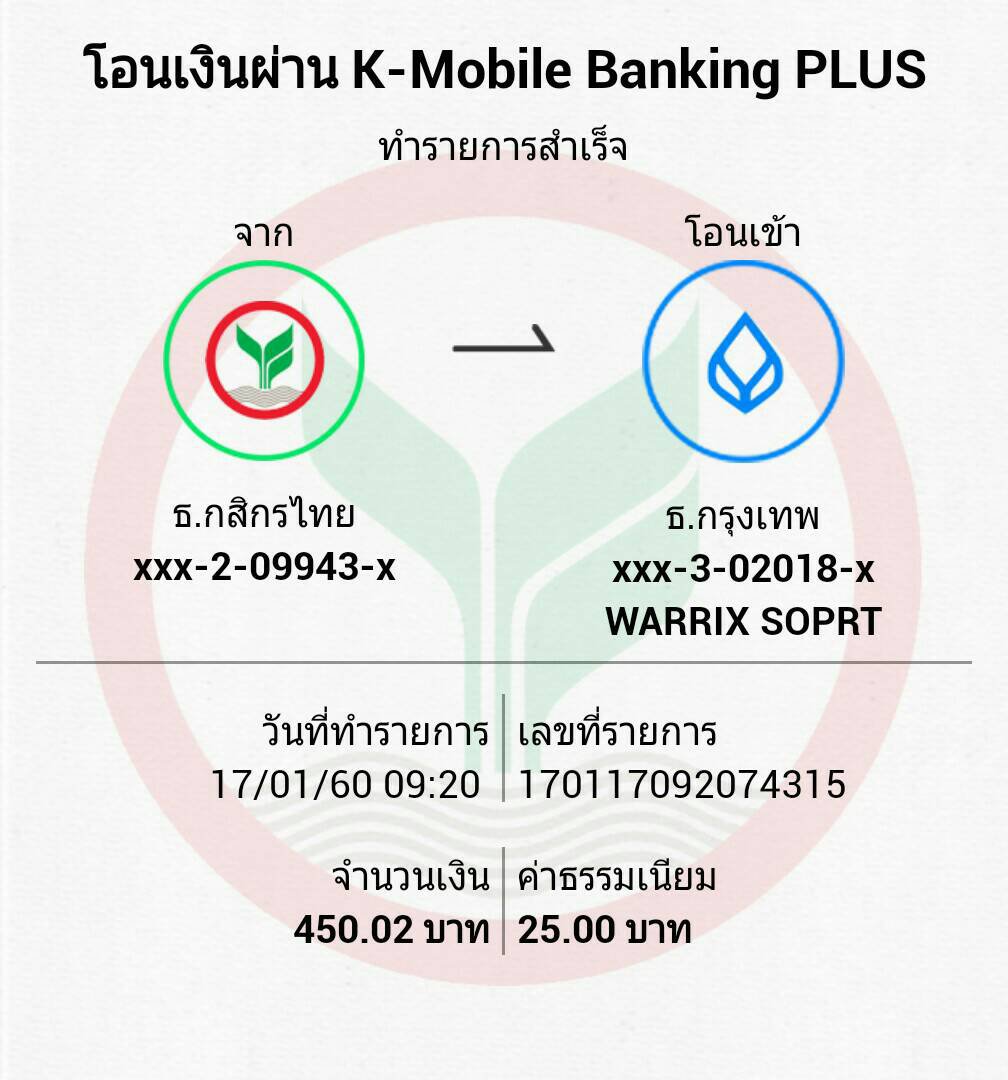 โอนเงินผ่าน K-Mobile Banking PLUS
ทำรายการสำเร็จ
จาก
โอนเข้า
ธ.กสิกรไทย
xxx-2-09943-x
ธ.กรุงเทพ
xxx-3-02018-x
WARRIX SOPRT
วันที่ทำรายการ
17/01/60 09:20
เลขที่รายการ
170117092074315
จำนวนเงิน
450.02 บาท
ค่าธรรมเนียม
25.00 บาท